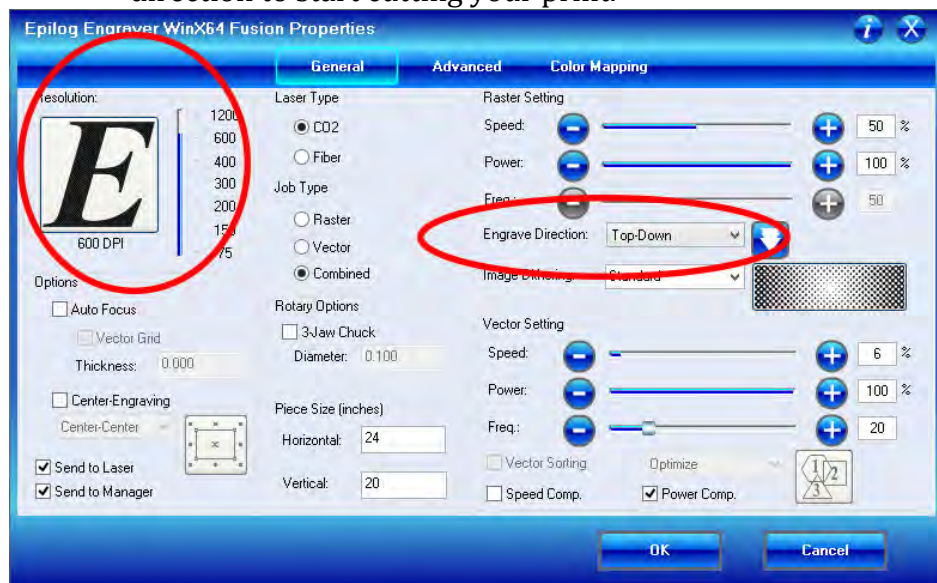 direction to start cutting your print.
Epilog Engraver WinX64 Fusion Properties
General Advanced Color Mapping
Resolution:
E
600 DPI
1200
600
400
300
200
150
75
Options
Auto Focus
Vector Grid
Thickness: 0.000
Center-Engraving
Center-Center
Send to Laser
Send to Manager
Laser Type
CO2
Fiber
Job Type
Raster
Vector
Combined
Rotary Options
3-Jaw Chuck
Diameter: 0.100
Piece Size (inches)
Horizontal: 24
Vertical: 20
Raster Setting
Speed: 50 %
Power: 100 %
Freq.: 50
Engrave Direction: Top-Down
Image Dithering: Standard
Vector Setting
Speed: 6 %
Power: 100 %
Freq.: 20
Vector Sorting Optimize
1 2
3
Speed Comp. Power Comp.
OK Cancel